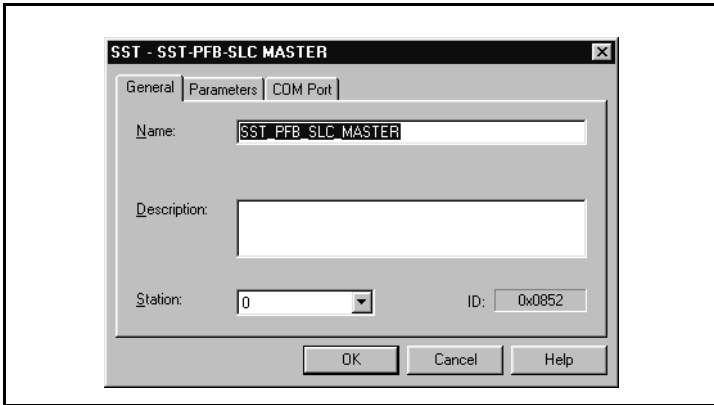 SST - SST-PFB-SLC MASTER
General Parameters COM Port
Name: SST_PFB_SLC_MASTER
Description:
Station: 0 ID: 0x0852
OK Cancel Help